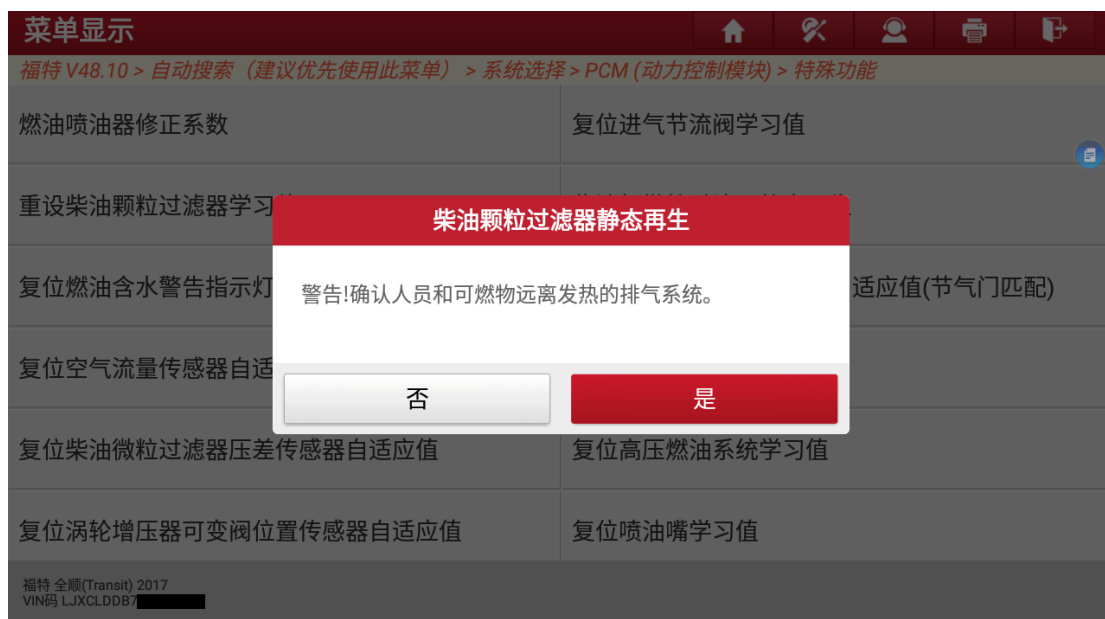 菜单显示
福特 V48.10 > 自动搜索（建议优先使用此菜单） > 系统选择 > PCM (动力控制模块) > 特殊功能
燃油喷油器修正系数
复位进气节流阀学习值
重设柴油颗粒过滤器学习
柴油颗粒过滤器静态再生
复位燃油含水警告指示灯
警告!确认人员和可燃物远离发热的排气系统。
适应值(节气门匹配)
复位空气流量传感器自适
否
是
复位柴油微粒过滤器压差传感器自适应值
复位高压燃油系统学习值
复位涡轮增压器可变阀位置传感器自适应值
复位喷油嘴学习值
福特 全顺(Transit) 2017
VIN码 LJXCLDDB7